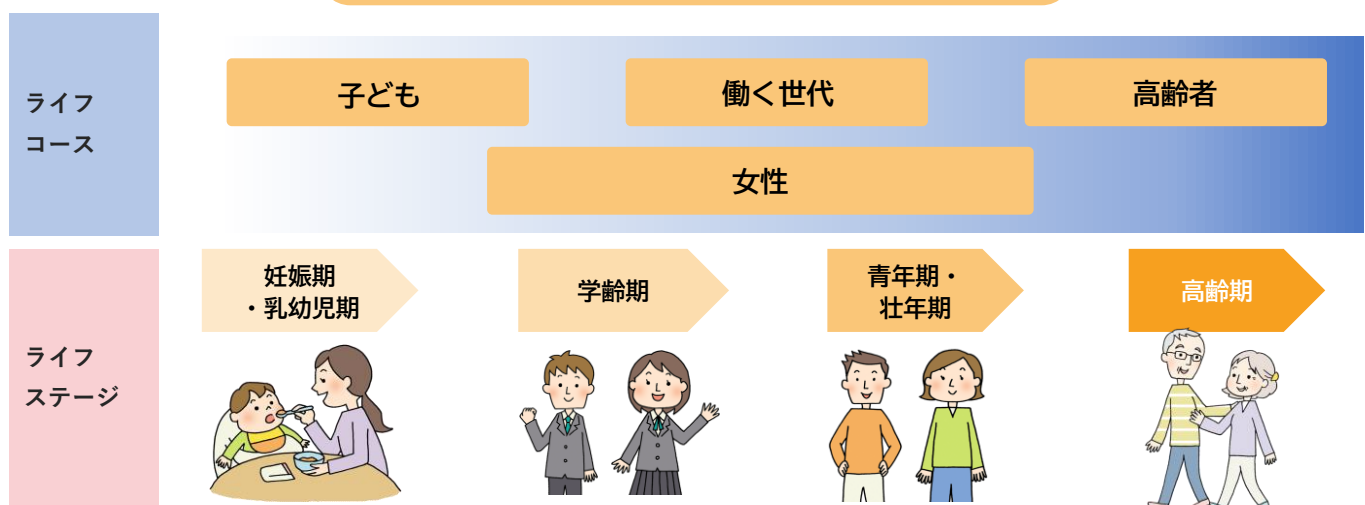 ライフ
コース
子ども
働く世代
高齢者
女性
ライフ
ステージ
妊娠期
・乳幼児期
学齢期
青年期・
壮年期
高齢期